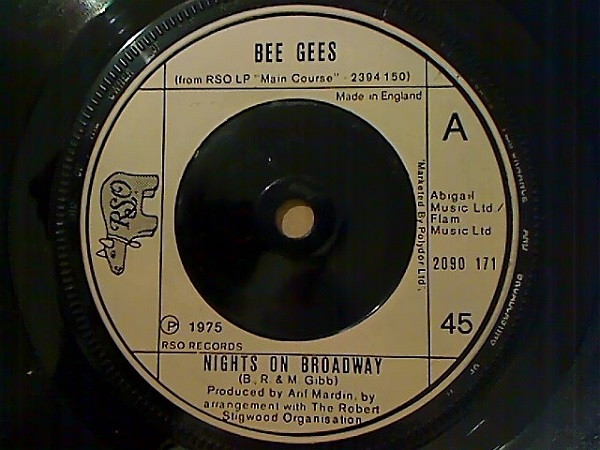 BEE GEES
(from RSO LP "Main Course" - 2394 150)
Made in England
A
RSO
Abigail
Music Ltd/
Flam
Music Ltd
'Marketed By Polydor Ltd'.
2090 171
℗ 1975
45
RSO RECORDS
NIGHTS ON BROADWAY
(B., R. & M. Gibb)
Produced by Arif Mardin, by
arrangement with The Robert
Stigwood Organisation